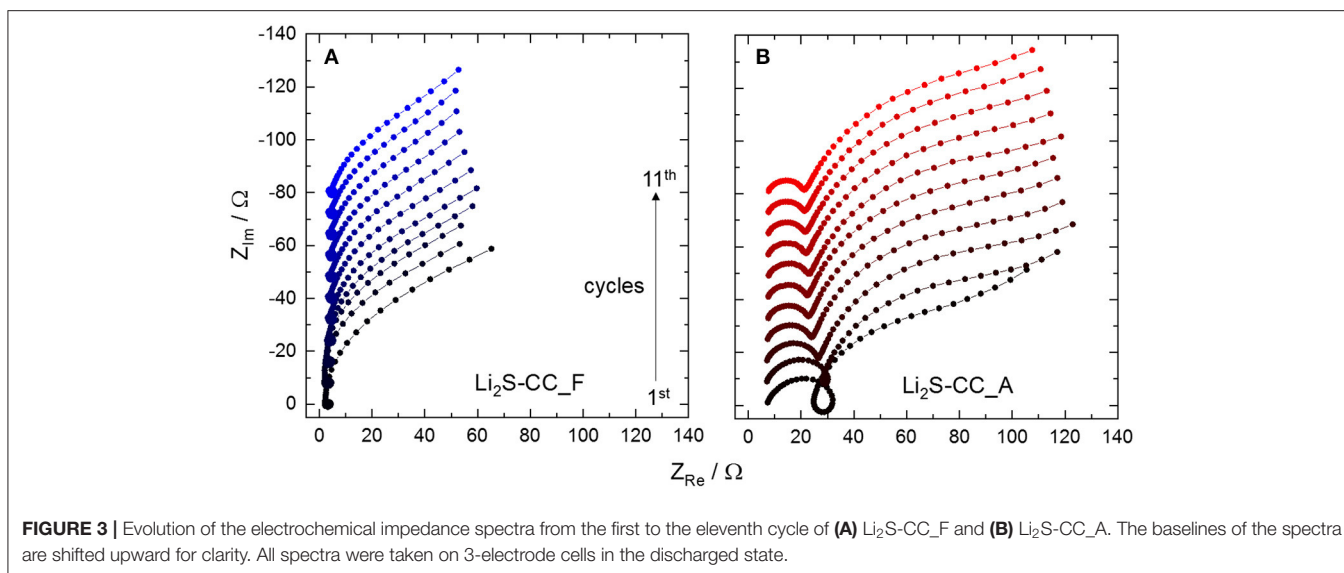 A
B
-140
-120
-100
-80
-60
-40
-20
0
Z_Im / Ω
11th
cycles
1st
Li₂S-CC_F
Li₂S-CC_A
0 20 40 60 80 100 120 140
0 20 40 60 80 100 120 140
Z_Re / Ω
FIGURE 3 | Evolution of the electrochemical impedance spectra from the first to the eleventh cycle of (A) Li₂S-CC_F and (B) Li₂S-CC_A. The baselines of the spectra
are shifted upward for clarity. All spectra were taken on 3-electrode cells in the discharged state.